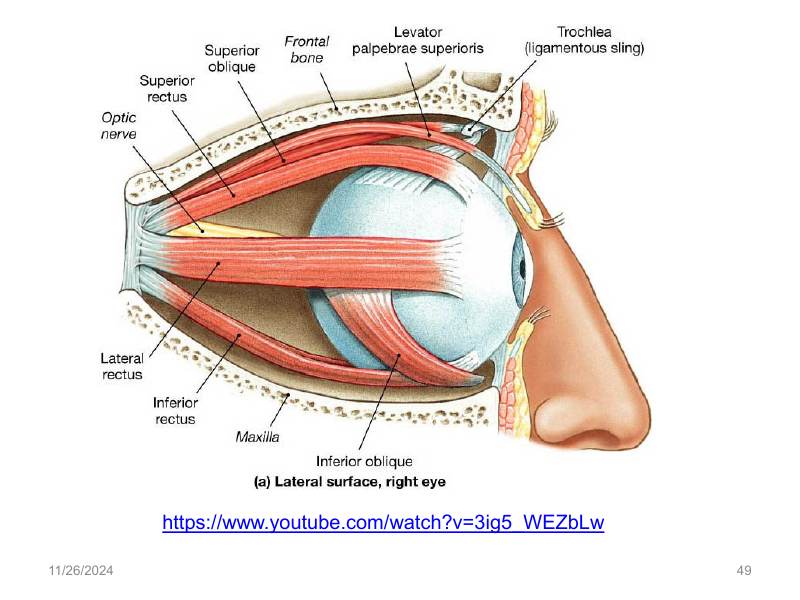 Levator
palpebrae superioris
Trochlea
(ligamentous sling)
Frontal
bone
Superior
oblique
Superior
rectus
Optic
nerve
Lateral
rectus
Inferior
rectus
Maxilla
Inferior oblique
(a) Lateral surface, right eye
https://www.youtube.com/watch?v=3ig5_WEZbLw
11/26/2024
49